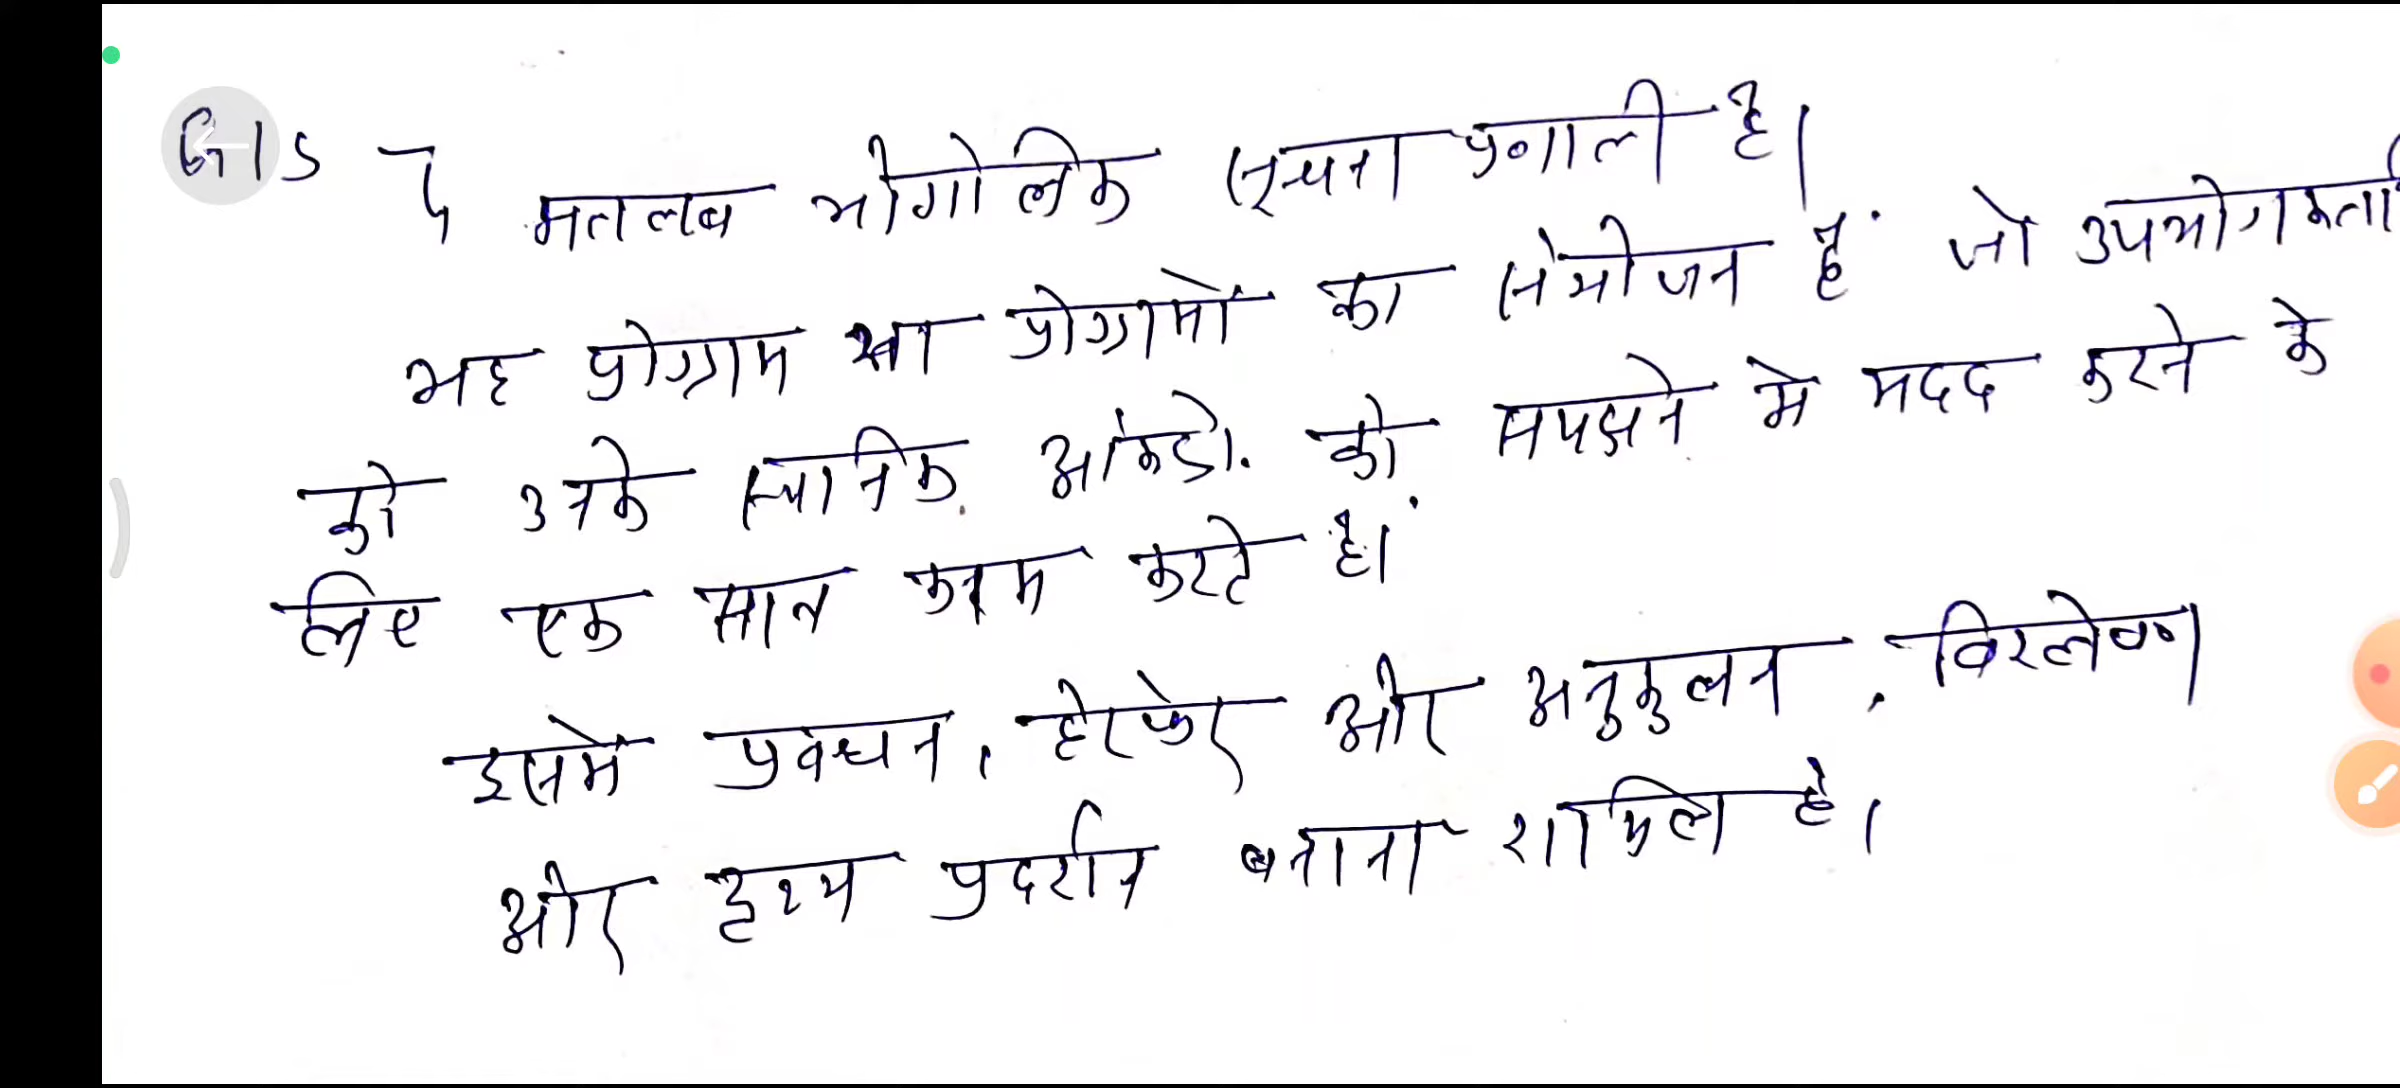 GIS → मतलब भौगोलिक सूचना प्रणाली है।
यह प्रोग्राम या प्रोग्रामों का संयोजन है जो उपयोगकर्ता
को उनके स्थानिक आंकडो को समझने मे मदद करने के
लिए एक साथ काम करते है।
इसमें प्रबंधन, हेरफेर और अनुकुलन, विश्लेषण
और दृश्य प्रदर्शन बनाना शामिल है।